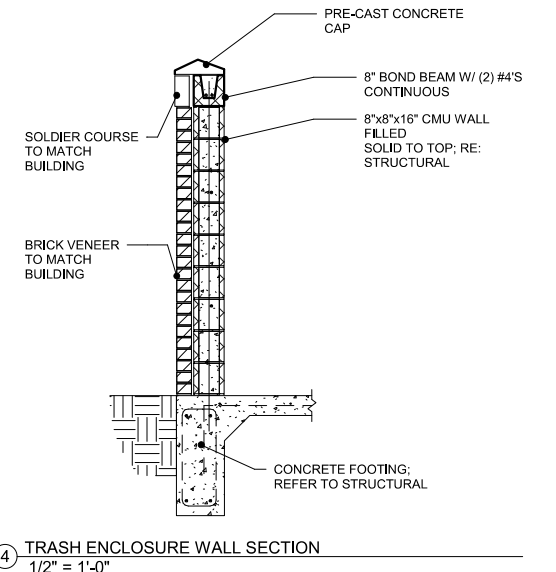 PRE-CAST CONCRETE
CAP
8" BOND BEAM W/ (2) #4'S
CONTINUOUS
8"x8"x16" CMU WALL
FILLED
SOLID TO TOP; RE:
STRUCTURAL
SOLDIER COURSE
TO MATCH
BUILDING
BRICK VENEER
TO MATCH
BUILDING
CONCRETE FOOTING;
REFER TO STRUCTURAL
4 TRASH ENCLOSURE WALL SECTION
1/2" = 1'-0"